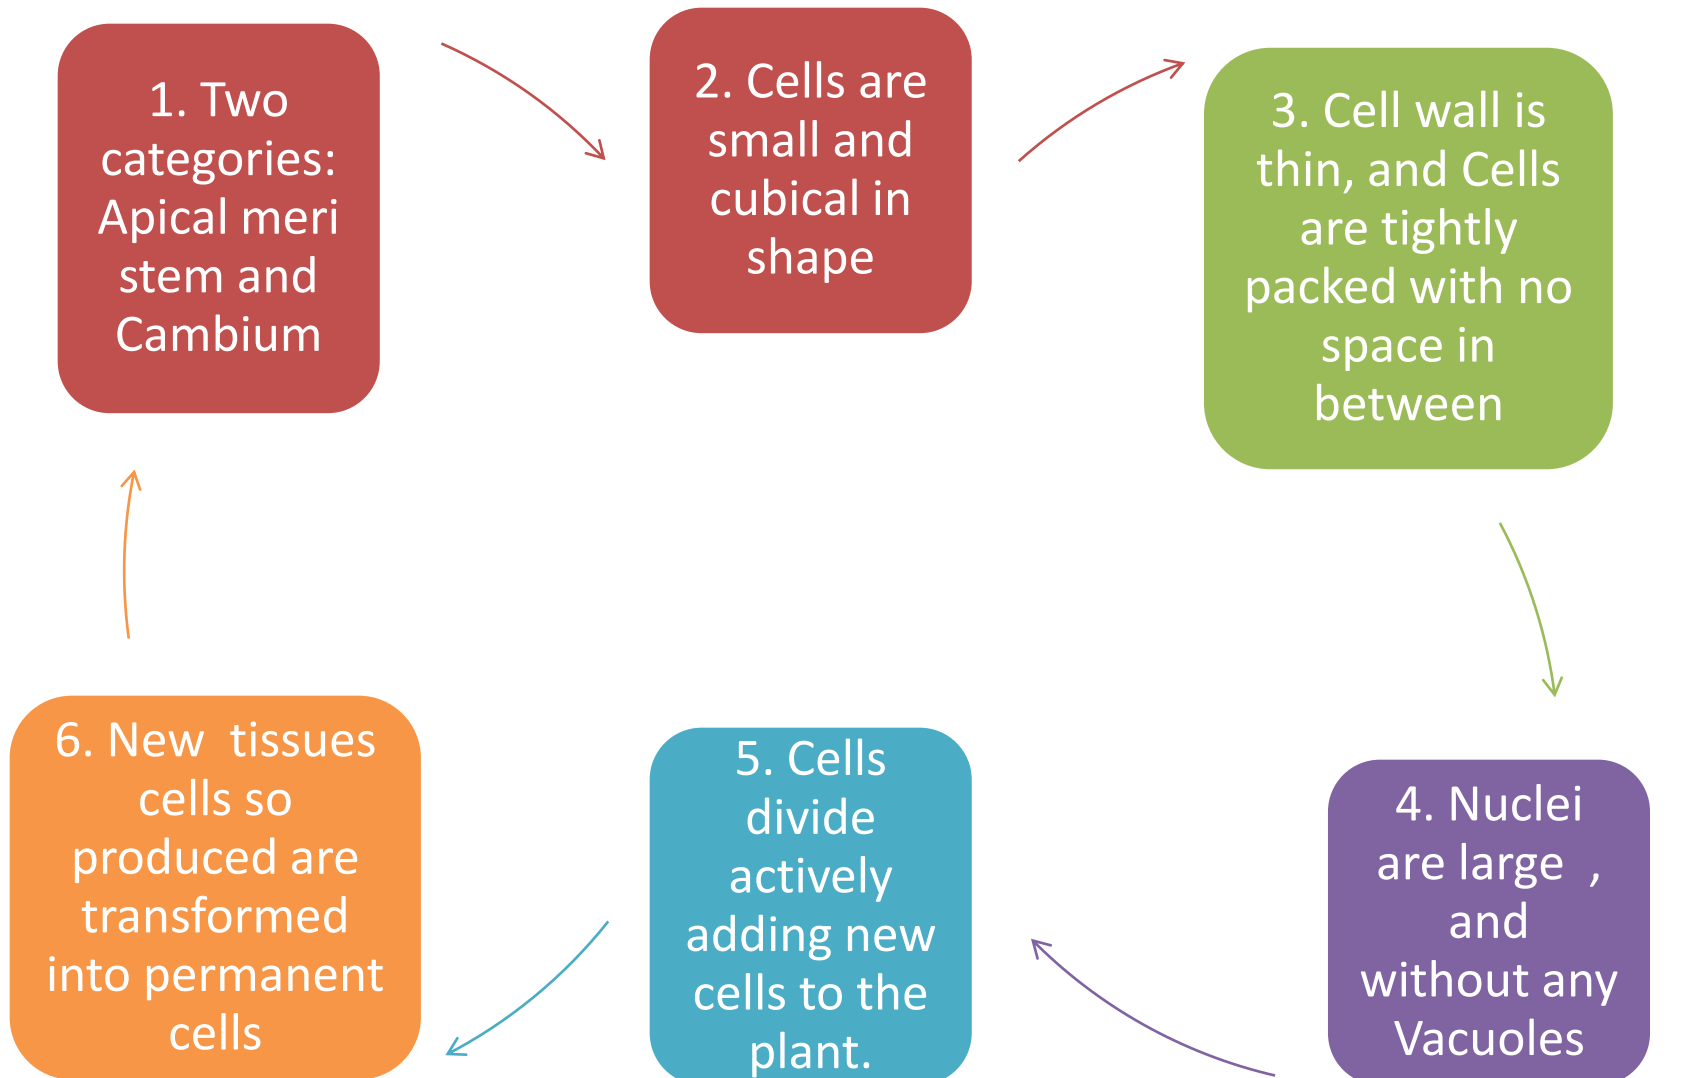 1. Two
categories:
Apical meri
stem and
Cambium
2. Cells are
small and
cubical in
shape
3. Cell wall is
thin, and Cells
are tightly
packed with no
space in
between
4. Nuclei
are large  ,
and
without any
Vacuoles
5. Cells
divide
actively
adding new
cells to the
plant.
6. New  tissues
cells so
produced are
transformed
into permanent
cells